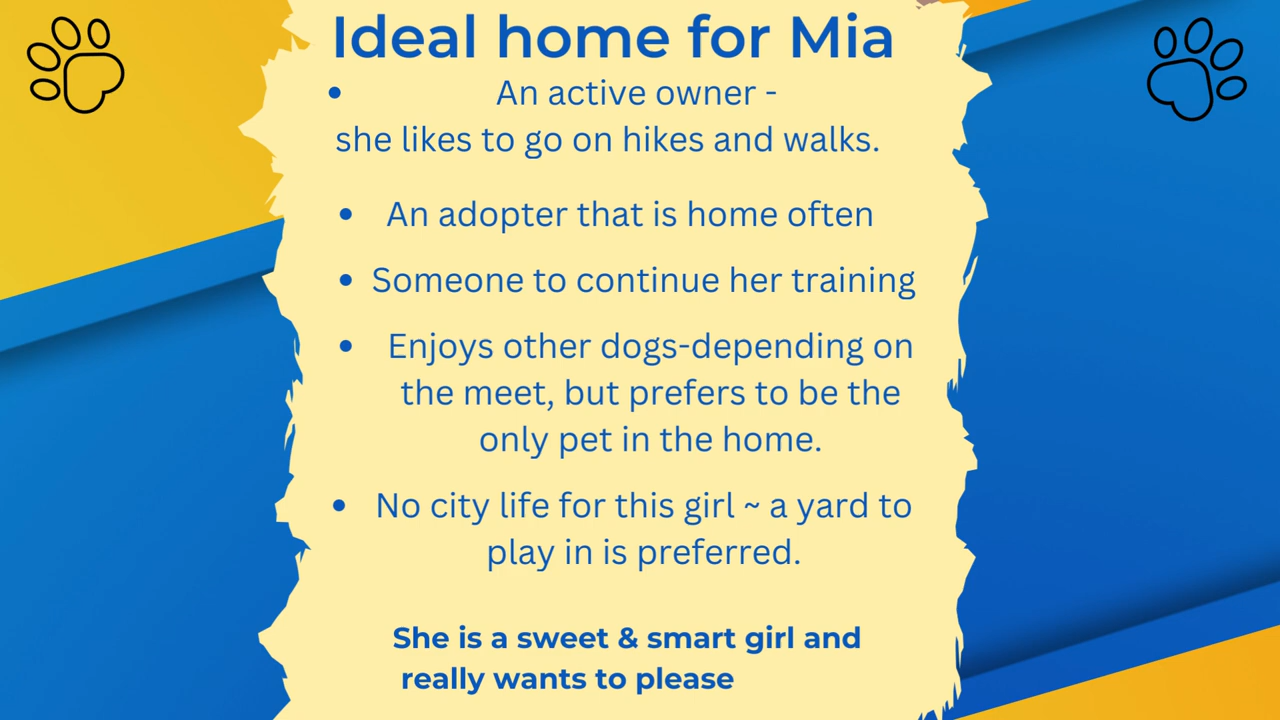 Ideal home for Mia
• An active owner -
she likes to go on hikes and walks.
• An adopter that is home often
• Someone to continue her training
• Enjoys other dogs-depending on
the meet, but prefers to be the
only pet in the home.
• No city life for this girl ~ a yard to
play in is preferred.
She is a sweet & smart girl and
really wants to please